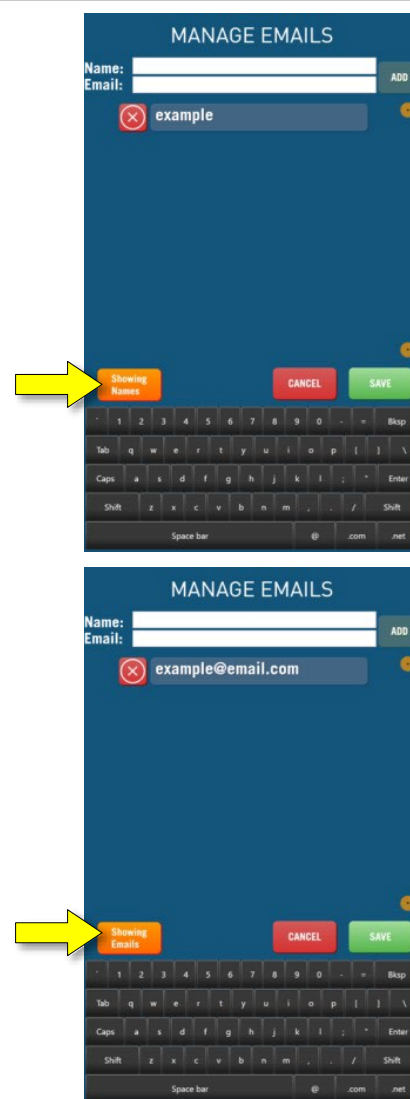 MANAGE EMAILS
Name:
Email:
ADD
example
Showing
Names
CANCEL
SAVE
` 1 2 3 4 5 6 7 8 9 0 - = Bksp
Tab q w e r t y u i o p [ ] \
Caps a s d f g h j k l ; ' Enter
Shift z x c v b n m , . / Shift
Space bar @ .com .net
MANAGE EMAILS
Name:
Email:
ADD
example@email.com
Showing
Emails
CANCEL
SAVE
` 1 2 3 4 5 6 7 8 9 0 - = Bksp
Tab q w e r t y u i o p [ ] \
Caps a s d f g h j k l ; ' Enter
Shift z x c v b n m , . / Shift
Space bar @ .com .net